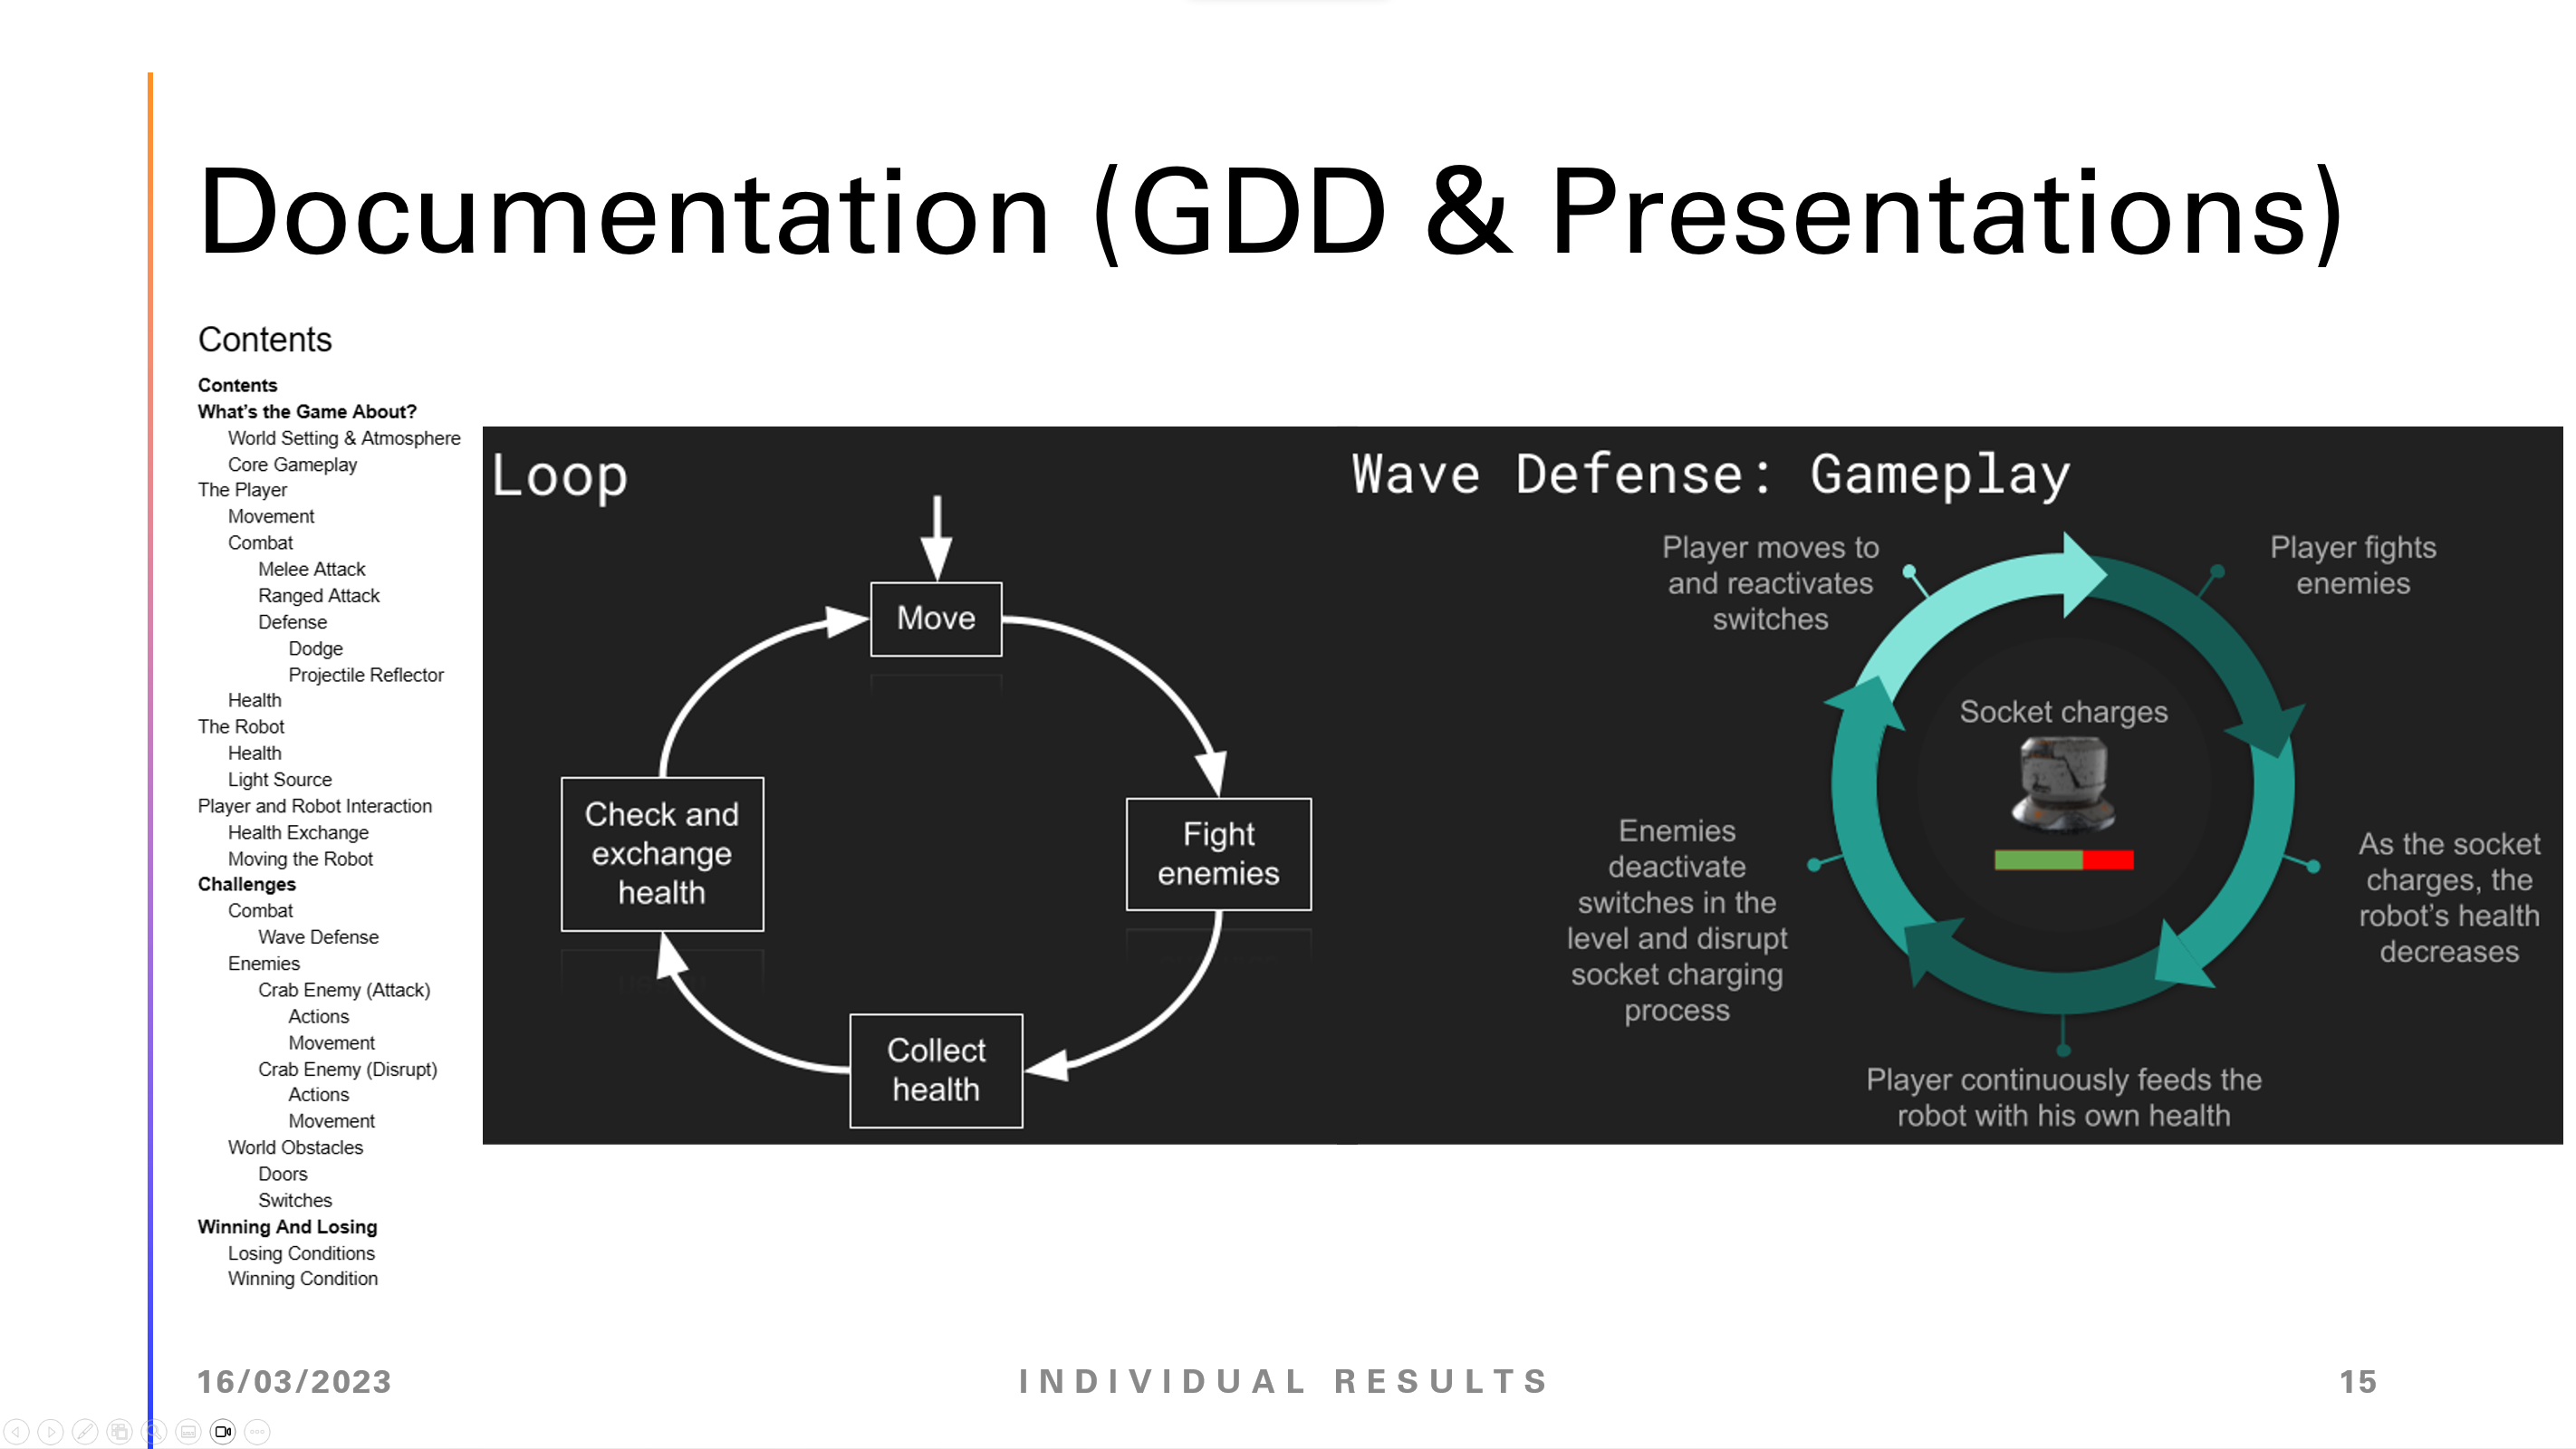 Documentation (GDD & Presentations)
Contents
Contents
What's the Game About?
World Setting & Atmosphere
Core Gameplay
The Player
Movement
Combat
Melee Attack
Ranged Attack
Defense
Dodge
Projectile Reflector
Health
The Robot
Health
Light Source
Player and Robot Interaction
Health Exchange
Moving the Robot
Challenges
Combat
Wave Defense
Enemies
Crab Enemy (Attack)
Actions
Movement
Crab Enemy (Disrupt)
Actions
Movement
World Obstacles
Doors
Switches
Winning And Losing
Losing Conditions
Winning Condition
Loop
Move
Fight
enemies
Collect
health
Check and
exchange
health
Wave Defense: Gameplay
Player moves to
and reactivates
switches
Player fights
enemies
Socket charges
As the socket
charges, the
robot's health
decreases
Player continuously feeds the
robot with his own health
Enemies
deactivate
switches in the
level and disrupt
socket charging
process
16/03/2023
INDIVIDUAL RESULTS
15